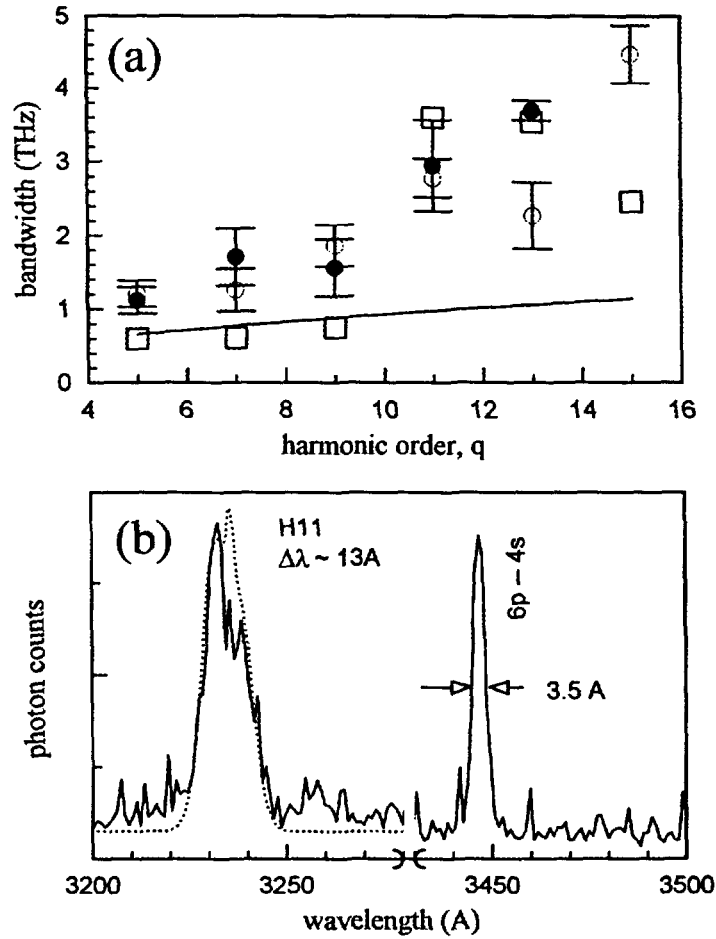 (a)
5
4
3
2
1
0
bandwidth (THz)
4 6 8 10 12 14 16
harmonic order, q
(b)
H11
Δλ ~ 13A
6p – 4s
3.5 A
photon counts
3200 3250 3450 3500
wavelength (A)